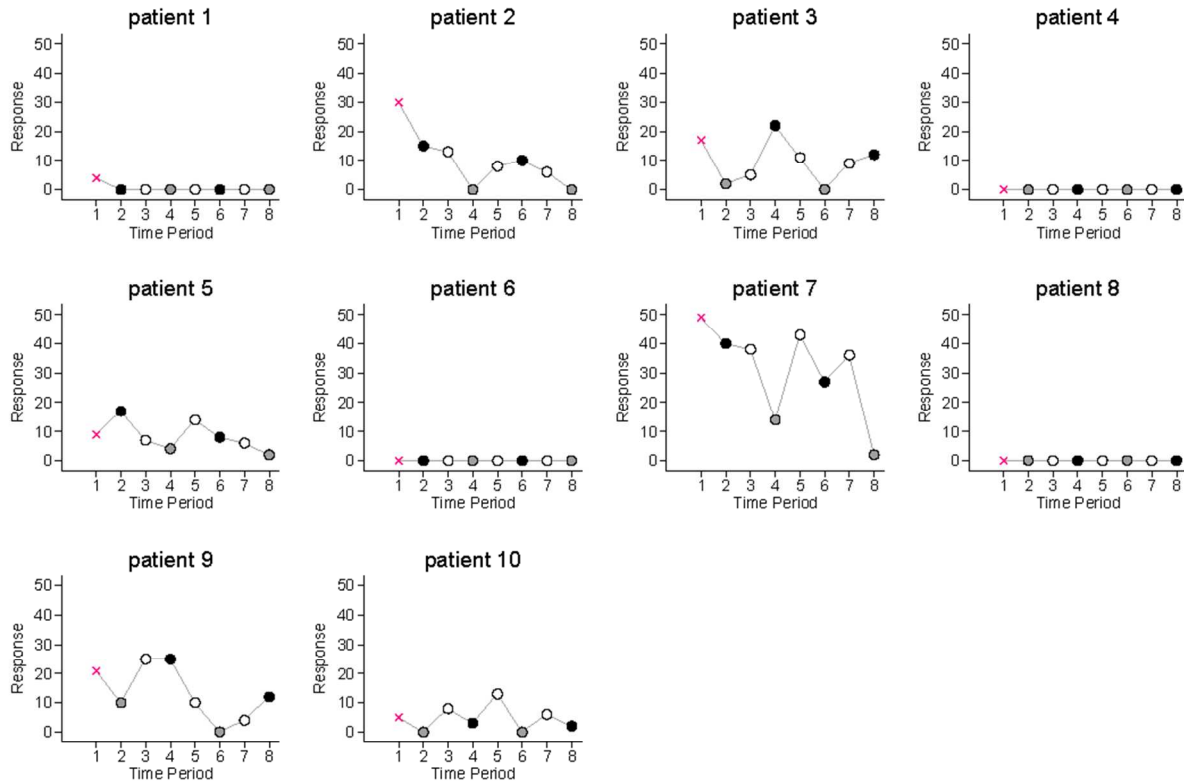 patient 1
50
40
30
20
10
0
Response
1 2 3 4 5 6 7 8
Time Period
patient 2
50
40
30
20
10
0
Response
1 2 3 4 5 6 7 8
Time Period
patient 3
50
40
30
20
10
0
Response
1 2 3 4 5 6 7 8
Time Period
patient 4
50
40
30
20
10
0
Response
1 2 3 4 5 6 7 8
Time Period
patient 5
50
40
30
20
10
0
Response
1 2 3 4 5 6 7 8
Time Period
patient 6
50
40
30
20
10
0
Response
1 2 3 4 5 6 7 8
Time Period
patient 7
50
40
30
20
10
0
Response
1 2 3 4 5 6 7 8
Time Period
patient 8
50
40
30
20
10
0
Response
1 2 3 4 5 6 7 8
Time Period
patient 9
50
40
30
20
10
0
Response
1 2 3 4 5 6 7 8
Time Period
patient 10
50
40
30
20
10
0
Response
1 2 3 4 5 6 7 8
Time Period